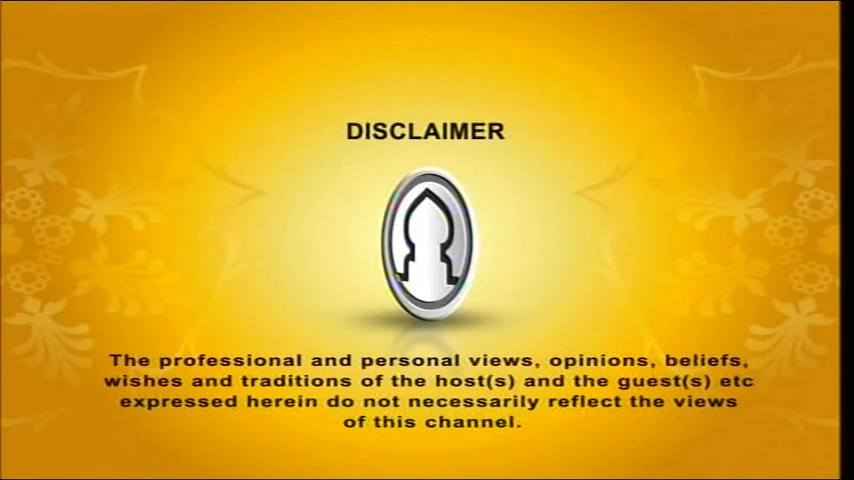 DISCLAIMER
The professional and personal views, opinions, beliefs,
wishes and traditions of the host(s) and the guest(s) etc
expressed herein do not necessarily reflect the views
of this channel.